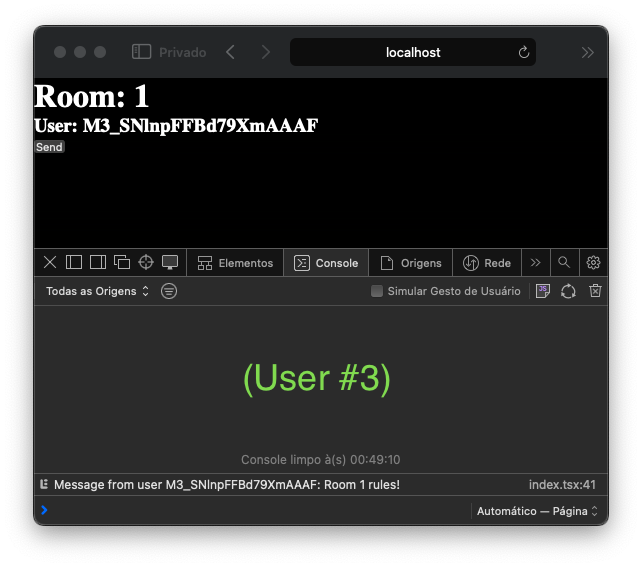 Privado
localhost
Room: 1
User: M3_SNlnpFFBd79XmAAAF
Send
Elementos
Console
Origens
Rede
Todas as Origens
Simular Gesto de Usuário
JS
(User #3)
Console limpo à(s) 00:49:10
Message from user M3_SNlnpFFBd79XmAAAF: Room 1 rules!
index.tsx:41
Automático — Página